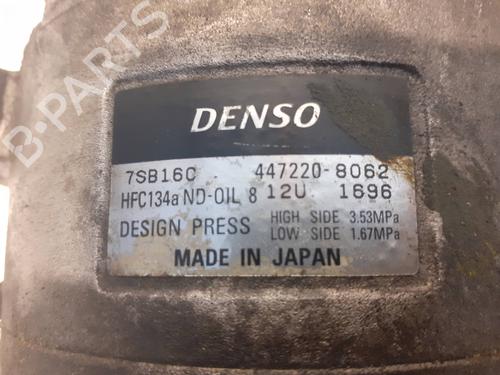 B-PARTS
DENSO
7SB16C 447220-8062
HFC134a ND-OIL 8 12U 1696
DESIGN PRESS HIGH SIDE 3.53MPa
LOW SIDE 1.67MPa
MADE IN JAPAN